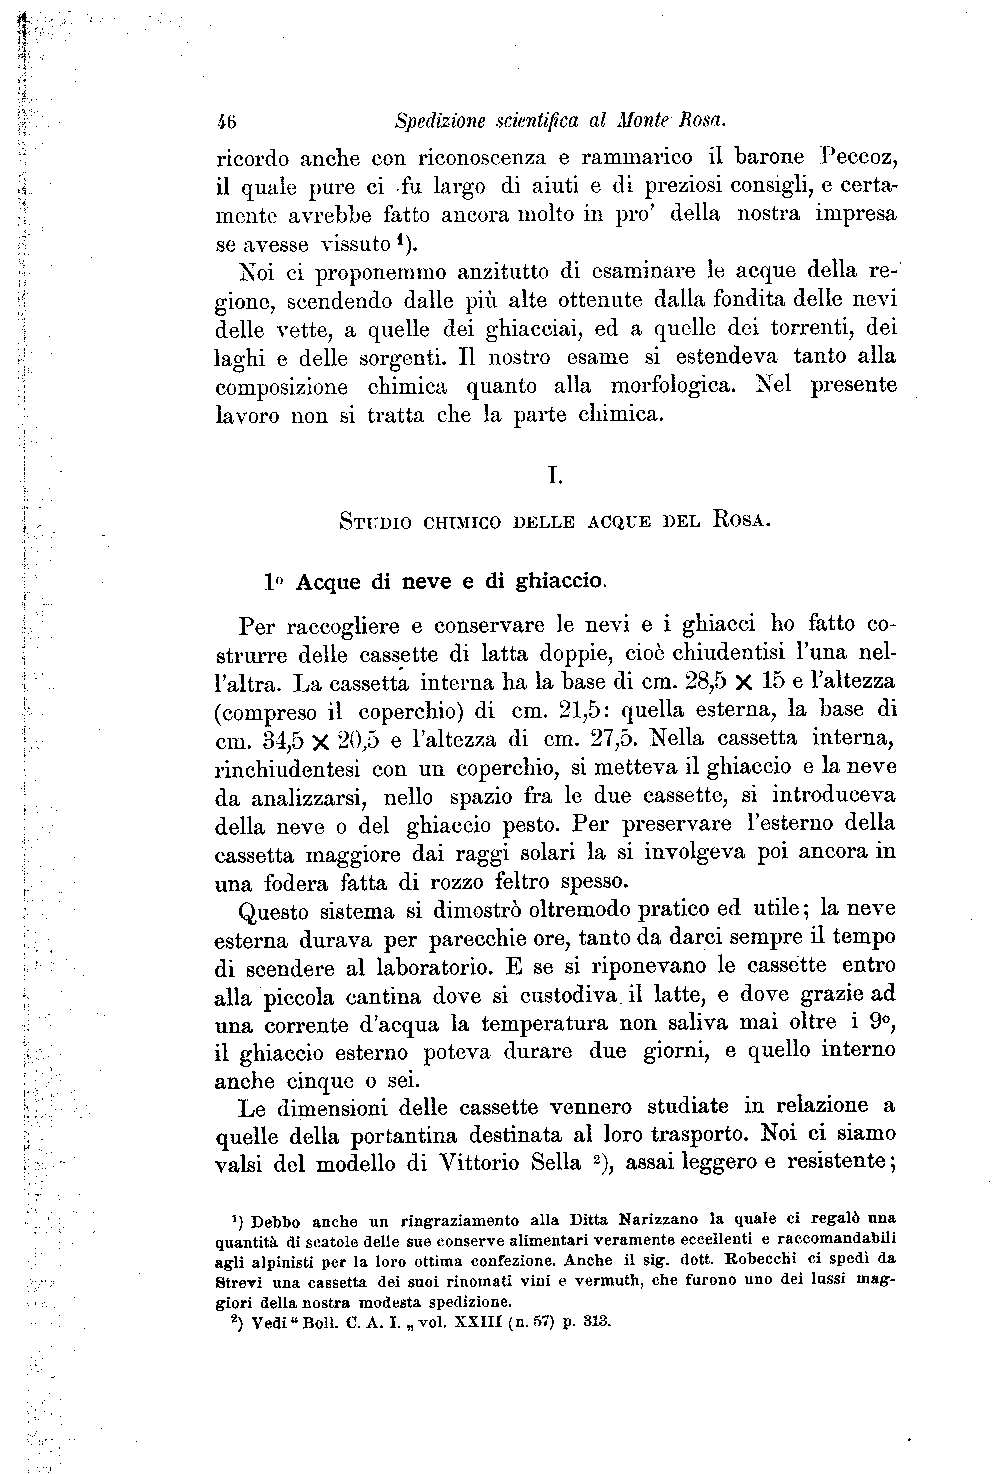 46 Spedizione scientifica al Monte Rosa.
ricordo anche con riconoscenza e rammarico il barone Peccoz,
il quale pure ci fu largo di aiuti e di preziosi consigli, e certa-
mente avrebbe fatto ancora molto in pro' della nostra impresa
se avesse vissuto ¹).
Noi ci proponemmo anzitutto di esaminare le acque della re-
gione, scendendo dalle più alte ottenute dalla fondita delle nevi
delle vette, a quelle dei ghiacciai, ed a quelle dei torrenti, dei
laghi e delle sorgenti. Il nostro esame si estendeva tanto alla
composizione chimica quanto alla morfologica. Nel presente
lavoro non si tratta che la parte chimica.
I.
STUDIO CHIMICO DELLE ACQUE DEL ROSA.
1º Acque di neve e di ghiaccio.
Per raccogliere e conservare le nevi e i ghiacci ho fatto co-
strurre delle cassette di latta doppie, cioè chiudentisi l'una nel-
l'altra. La cassetta interna ha la base di cm. 28,5 × 15 e l'altezza
(compreso il coperchio) di cm. 21,5: quella esterna, la base di
cm. 34,5 × 20,5 e l'altezza di cm. 27,5. Nella cassetta interna,
rinchiudentesi con un coperchio, si metteva il ghiaccio e la neve
da analizzarsi, nello spazio fra le due cassette, si introduceva
della neve o del ghiaccio pesto. Per preservare l'esterno della
cassetta maggiore dai raggi solari la si involgeva poi ancora in
una fodera fatta di rozzo feltro spesso.
Questo sistema si dimostrò oltremodo pratico ed utile; la neve
esterna durava per parecchie ore, tanto da darci sempre il tempo
di scendere al laboratorio. E se si riponevano le cassette entro
alla piccola cantina dove si custodiva il latte, e dove grazie ad
una corrente d'acqua la temperatura non saliva mai oltre i 9º,
il ghiaccio esterno poteva durare due giorni, e quello interno
anche cinque o sei.
Le dimensioni delle cassette vennero studiate in relazione a
quelle della portantina destinata al loro trasporto. Noi ci siamo
valsi del modello di Vittorio Sella ²), assai leggero e resistente;
¹) Debbo anche un ringraziamento alla Ditta Narizzano la quale ci regalò una
quantità di scatole delle sue conserve alimentari veramente eccellenti e raccomandabili
agli alpinisti per la loro ottima confezione. Anche il sig. dott. Robecchi ci spedì da
Strevi una cassetta dei suoi rinomati vini e vermuth, che furono uno dei lussi mag-
giori della nostra modesta spedizione.
²) Vedi “ Boll. C. A. I. „ vol. XXIII (n. 57) p. 313.